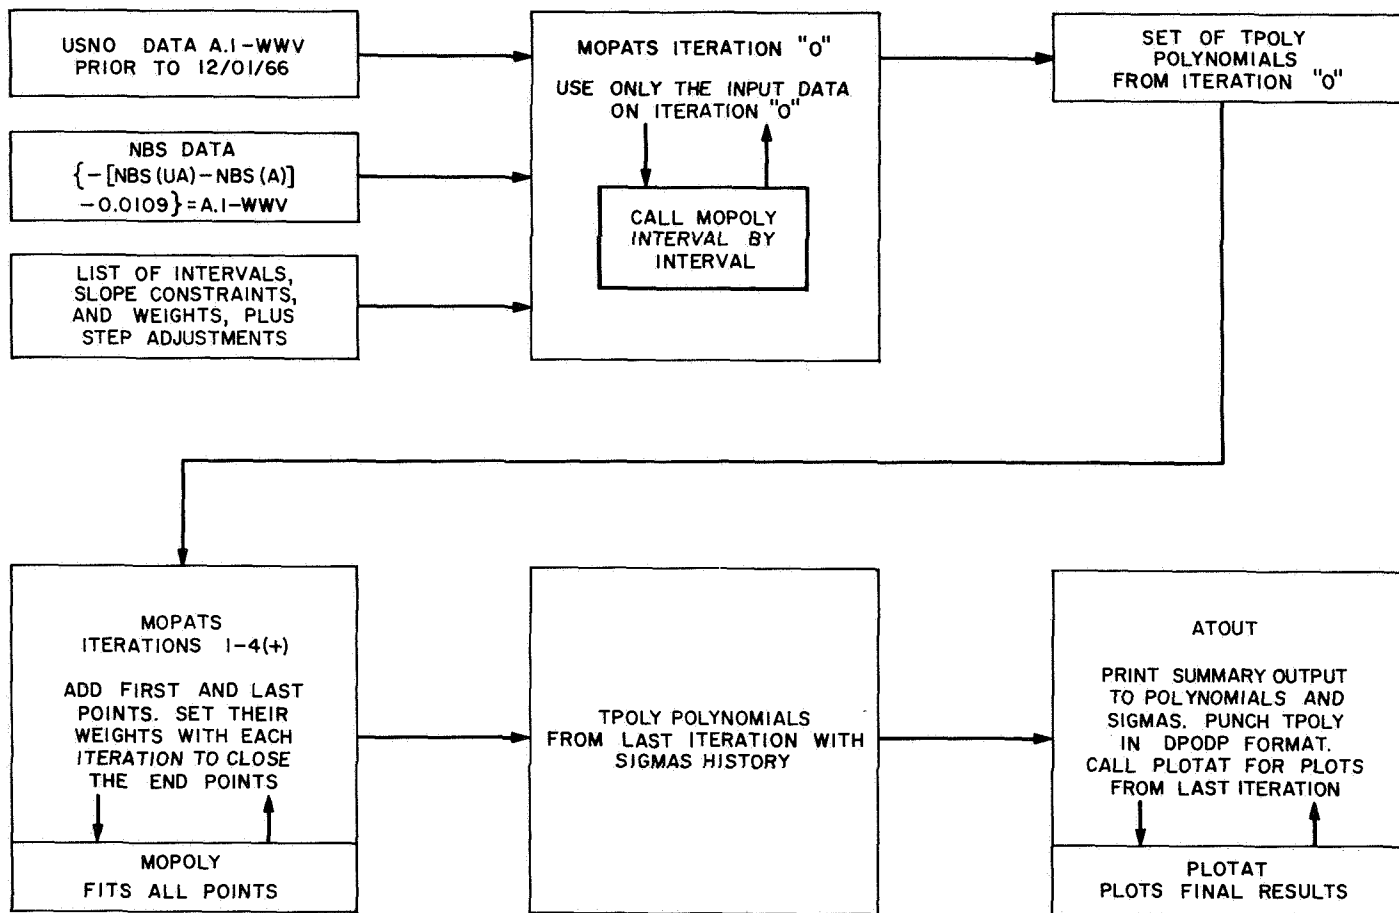 USNO DATA A.1-WWV
PRIOR TO 12/01/66
NBS DATA
{-[NBS(UA)-NBS(A)]
-0.0109}=A.1-WWV
LIST OF INTERVALS,
SLOPE CONSTRAINTS,
AND WEIGHTS, PLUS
STEP ADJUSTMENTS
MOPATS ITERATION "0"
USE ONLY THE INPUT DATA
ON ITERATION "0"
CALL MOPOLY
INTERVAL BY
INTERVAL
SET OF TPOLY
POLYNOMIALS
FROM ITERATION "0"
MOPATS
ITERATIONS 1-4(+)
ADD FIRST AND LAST
POINTS. SET THEIR
WEIGHTS WITH EACH
ITERATION TO CLOSE
THE END POINTS
MOPOLY
FITS ALL POINTS
TPOLY POLYNOMIALS
FROM LAST ITERATION WITH
SIGMAS HISTORY
ATOUT
PRINT SUMMARY OUTPUT
TO POLYNOMIALS AND
SIGMAS. PUNCH TPOLY
IN DPODP FORMAT.
CALL PLOTAT FOR PLOTS
FROM LAST ITERATION
PLOTAT
PLOTS FINAL RESULTS